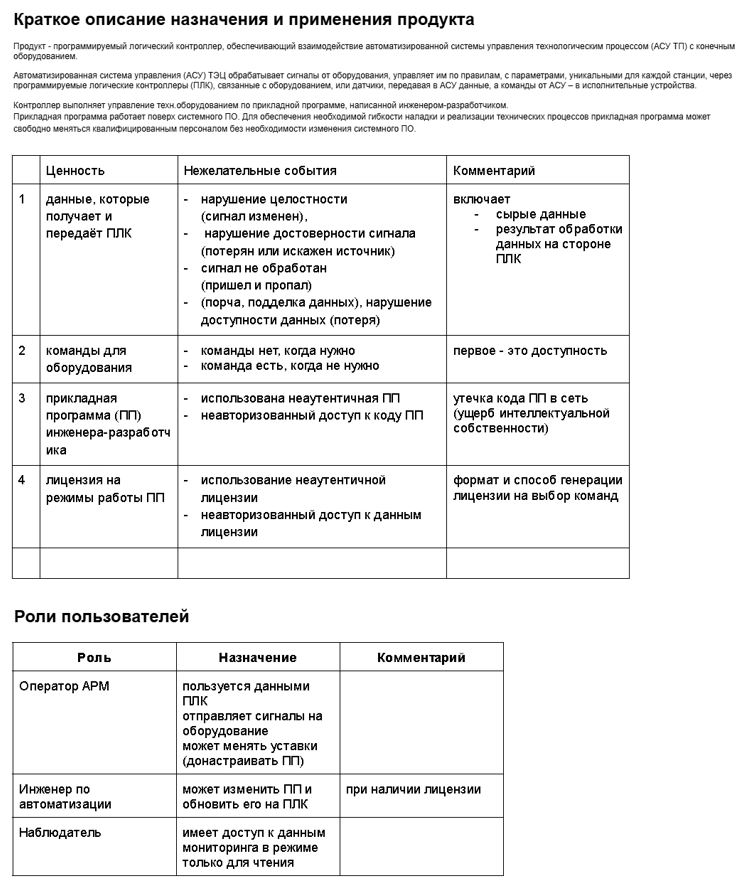 Краткое описание назначения и применения продукта
Продукт - программируемый логический контроллер, обеспечивающий взаимодействие автоматизированной системы управления технологическим процессом (АСУ ТП) с конечным
оборудованием.
Автоматизированная система управления (АСУ) ТЭЦ обрабатывает сигналы от оборудования, управляет им по правилам, с параметрами, уникальными для каждой станции, через
программируемые логические контроллеры (ПЛК), связанные с оборудованием, или датчики, передавая в АСУ данные, а команды от АСУ – в исполнительные устройства.
Контроллер выполняет управление техн.оборудованием по прикладной программе, написанной инженером-разработчиком.
Прикладная программа работает поверх системного ПО. Для обеспечения необходимой гибкости наладки и реализации технических процессов прикладная программа может
свободно меняться квалифицированным персоналом без необходимости изменения системного ПО.
Ценность
Нежелательные события
Комментарий
1
данные, которые
получает и
передаёт ПЛК
- нарушение целостности
(сигнал изменен),
- нарушение достоверности сигнала
(потерян или искажен источник)
- сигнал не обработан
(пришел и пропал)
- (порча, подделка данных), нарушение
доступности данных (потеря)
включает
- сырые данные
- результат обработки
данных на стороне
ПЛК
2
команды для
оборудования
- команды нет, когда нужно
- команда есть, когда не нужно
первое - это доступность
3
прикладная
программа (ПП)
инженера-разработч
ика
- использована неаутентичная ПП
- неавторизованный доступ к коду ПП
утечка кода ПП в сеть
(ущерб интеллектуальной
собственности)
4
лицензия на
режимы работы ПП
- использование неаутентичной
лицензии
- неавторизованный доступ к данным
лицензии
формат и способ генерации
лицензии на выбор команд
Роли пользователей
Роль
Назначение
Комментарий
Оператор АРМ
пользуется данными
ПЛК
отправляет сигналы на
оборудование
может менять уставки
(донастраивать ПП)
Инженер по
автоматизации
может изменить ПП и
обновить его на ПЛК
при наличии лицензии
Наблюдатель
имеет доступ к данным
мониторинга в режиме
только для чтения